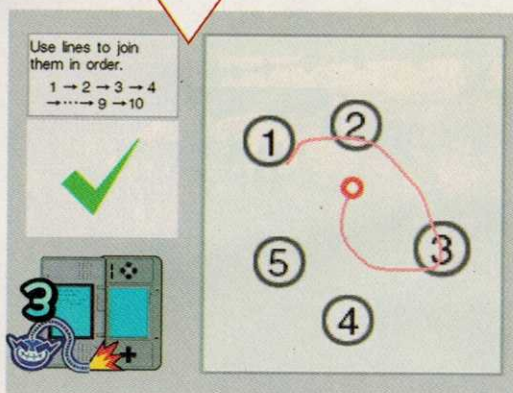 Use lines to join
them in order.
1 → 2 → 3 → 4
→ ⋯ → 9 → 10
2
1
3
5
4
3